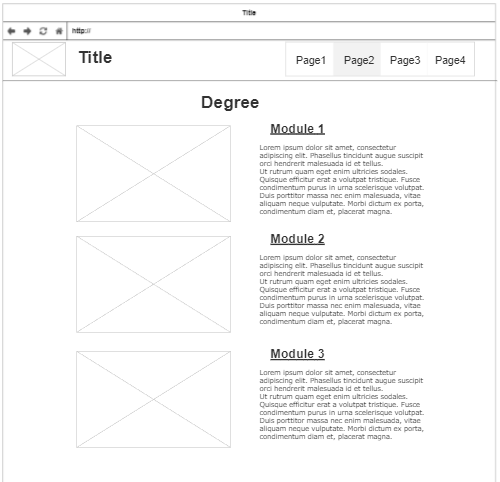 Title
http://
Title
Page1 Page2 Page3 Page4
Degree
Module 1
Lorem ipsum dolor sit amet, consectetur
adipiscing elit. Phasellus tincidunt augue suscipit
orci hendrerit malesuada id et tellus.
Ut rutrum quam eget enim ultricies sodales.
Quisque efficitur erat a volutpat tristique. Fusce
condimentum purus in urna scelerisque volutpat.
Duis porttitor massa nec enim malesuada, vitae
aliquam neque vulputate. Morbi dictum ex porta,
condimentum diam et, placerat magna.
Module 2
Lorem ipsum dolor sit amet, consectetur
adipiscing elit. Phasellus tincidunt augue suscipit
orci hendrerit malesuada id et tellus.
Ut rutrum quam eget enim ultricies sodales.
Quisque efficitur erat a volutpat tristique. Fusce
condimentum purus in urna scelerisque volutpat.
Duis porttitor massa nec enim malesuada, vitae
aliquam neque vulputate. Morbi dictum ex porta,
condimentum diam et, placerat magna.
Module 3
Lorem ipsum dolor sit amet, consectetur
adipiscing elit. Phasellus tincidunt augue suscipit
orci hendrerit malesuada id et tellus.
Ut rutrum quam eget enim ultricies sodales.
Quisque efficitur erat a volutpat tristique. Fusce
condimentum purus in urna scelerisque volutpat.
Duis porttitor massa nec enim malesuada, vitae
aliquam neque vulputate. Morbi dictum ex porta,
condimentum diam et, placerat magna.